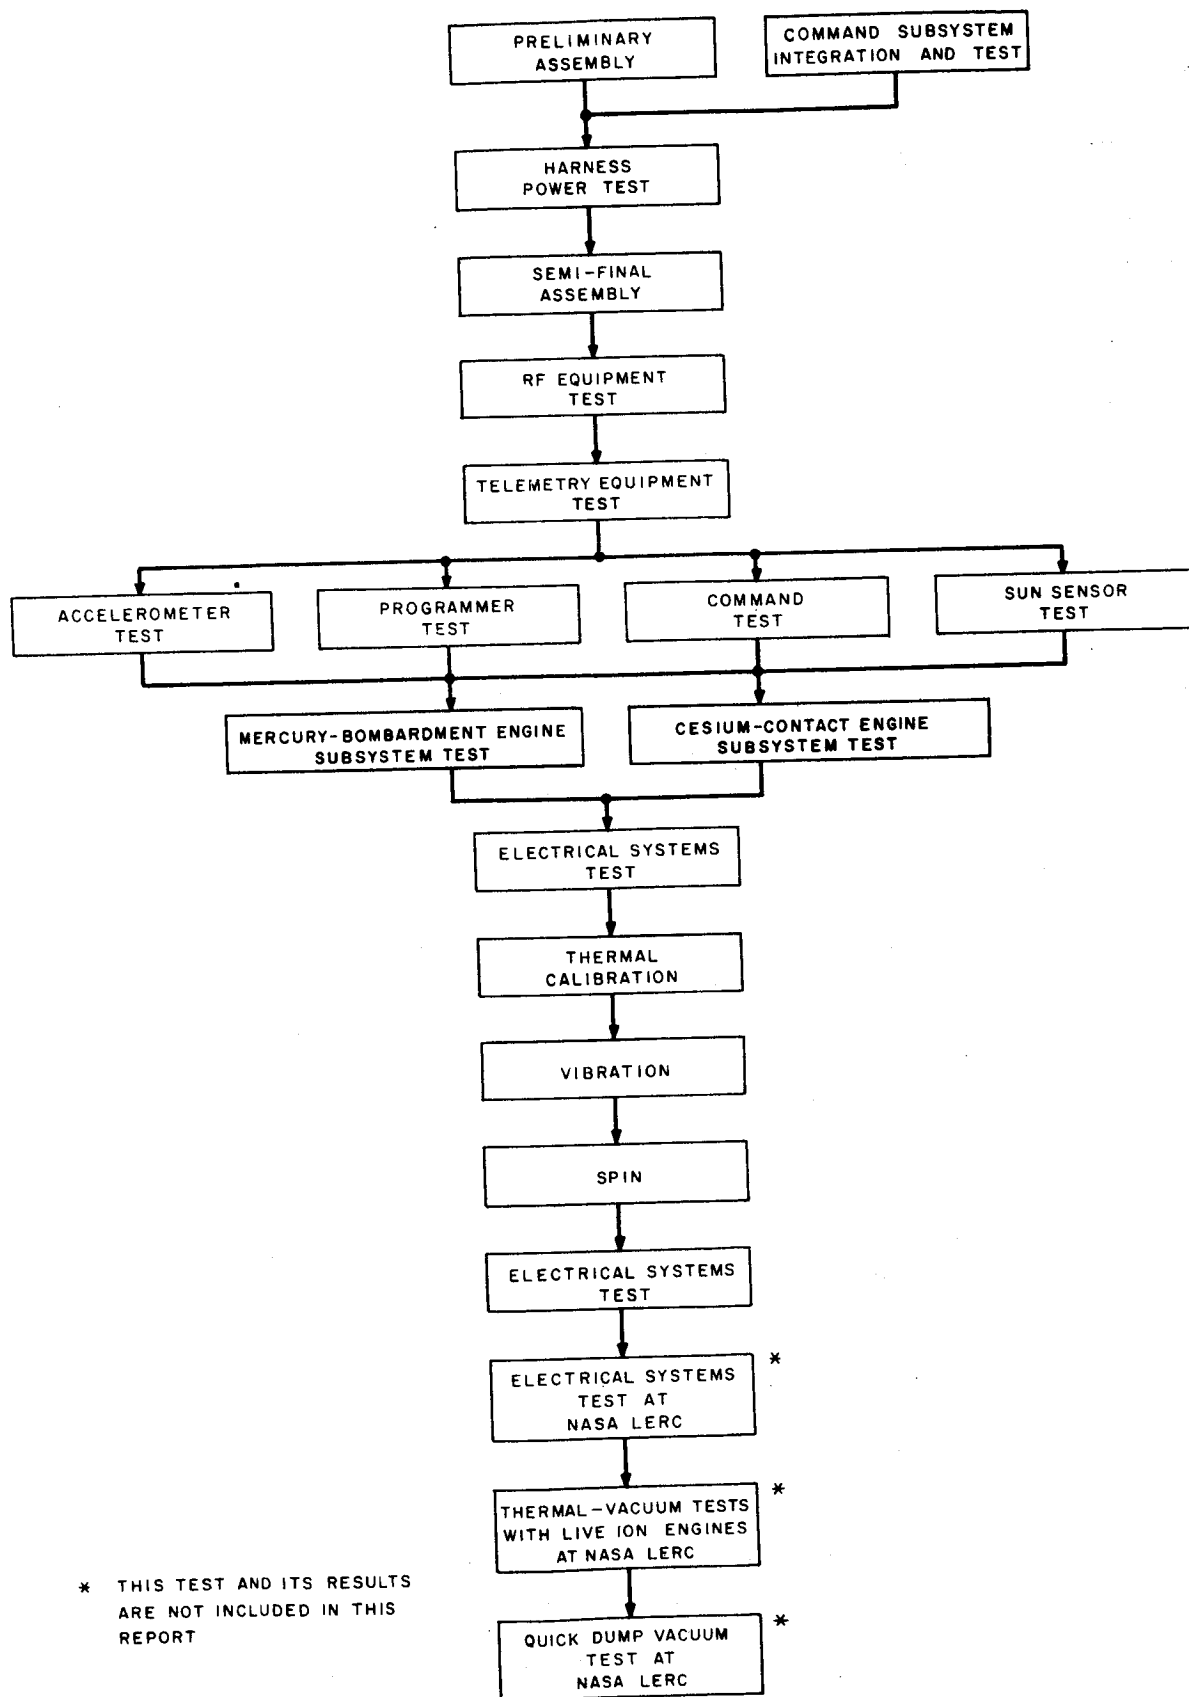 PRELIMINARY
ASSEMBLY
COMMAND SUBSYSTEM
INTEGRATION AND TEST
HARNESS
POWER TEST
SEMI-FINAL
ASSEMBLY
RF EQUIPMENT
TEST
TELEMETRY EQUIPMENT
TEST
ACCELEROMETER
TEST
PROGRAMMER
TEST
COMMAND
TEST
SUN SENSOR
TEST
MERCURY-BOMBARDMENT ENGINE
SUBSYSTEM TEST
CESIUM-CONTACT ENGINE
SUBSYSTEM TEST
ELECTRICAL SYSTEMS
TEST
THERMAL
CALIBRATION
VIBRATION
SPIN
ELECTRICAL SYSTEMS
TEST
*
ELECTRICAL SYSTEMS
TEST AT
NASA LERC
*
THERMAL-VACUUM TESTS
WITH LIVE ION ENGINES
AT NASA LERC
* THIS TEST AND ITS RESULTS
ARE NOT INCLUDED IN THIS
REPORT
*
QUICK DUMP VACUUM
TEST AT
NASA LERC